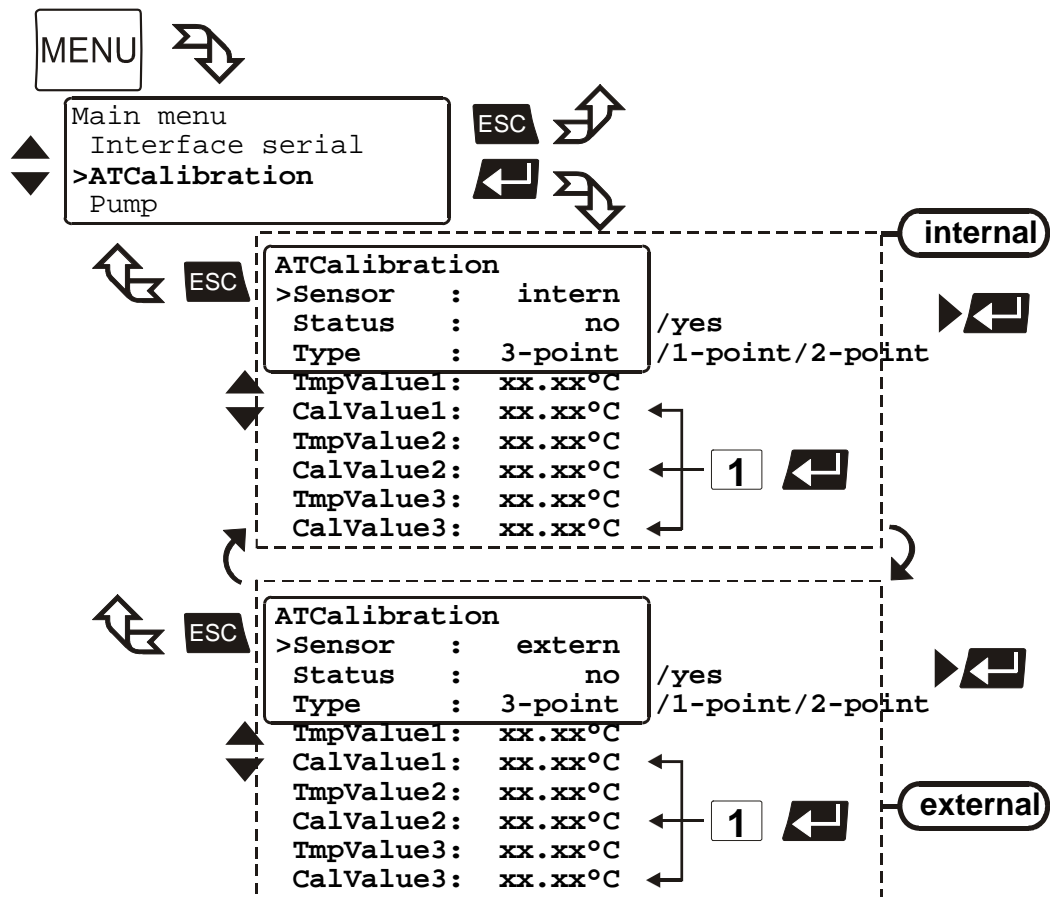 MENU
Main menu
Interface serial
>ATCalibration
Pump
ESC
internal
ESC
ATCalibration
>Sensor : intern
Status : no /yes
Type : 3-point /1-point/2-point
TmpValue1: xx.xx°C
CalValue1: xx.xx°C
TmpValue2: xx.xx°C
CalValue2: xx.xx°C 1
TmpValue3: xx.xx°C
CalValue3: xx.xx°C
ESC
ATCalibration
>Sensor : extern
Status : no /yes
Type : 3-point /1-point/2-point
TmpValue1: xx.xx°C
CalValue1: xx.xx°C
TmpValue2: xx.xx°C
CalValue2: xx.xx°C 1
external
TmpValue3: xx.xx°C
CalValue3: xx.xx°C